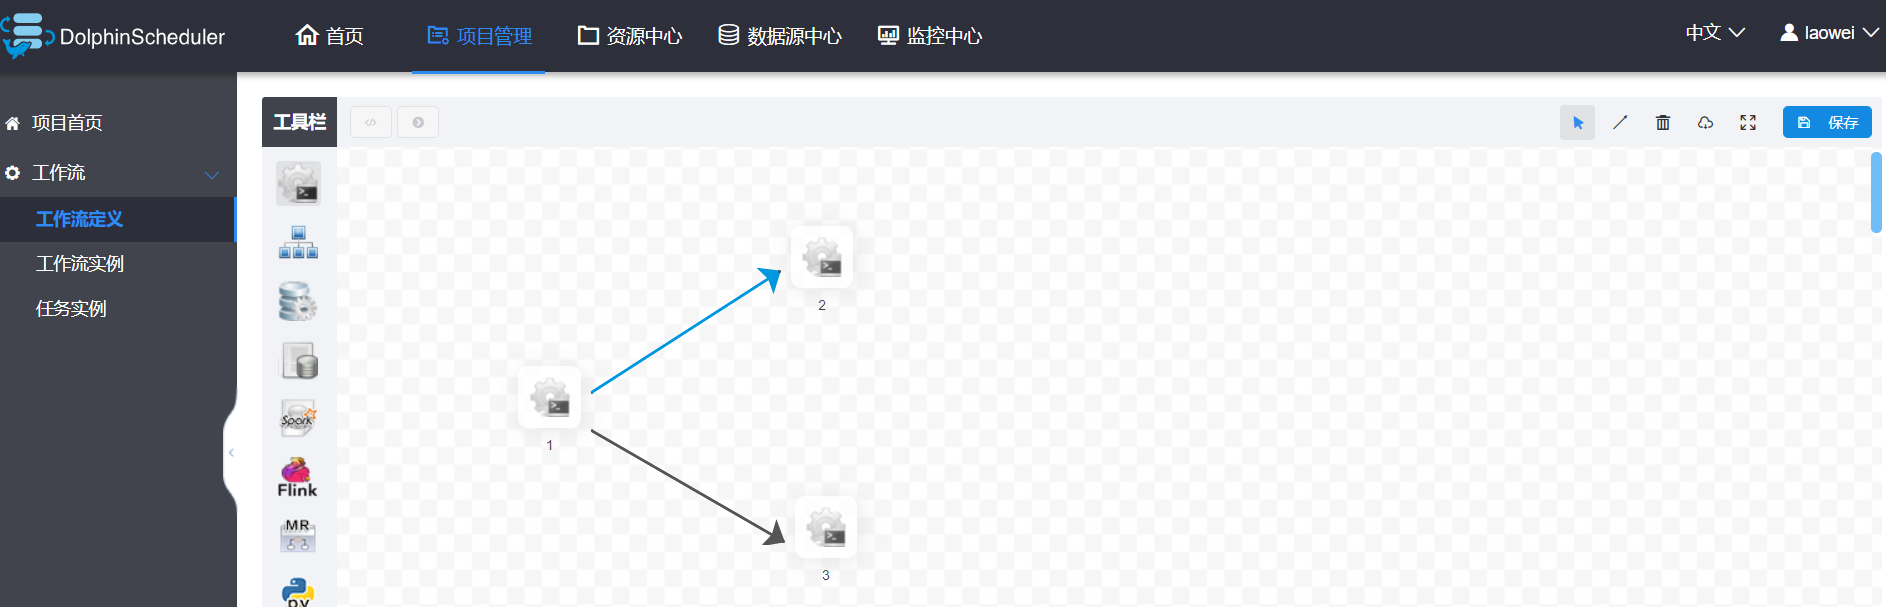 DolphinScheduler
首页
项目管理
资源中心
数据源中心
监控中心
中文
laowei
项目首页
工作流
工作流定义
工作流实例
任务实例
工具栏
保存
Spark
Flink
MR
py
2
1
3